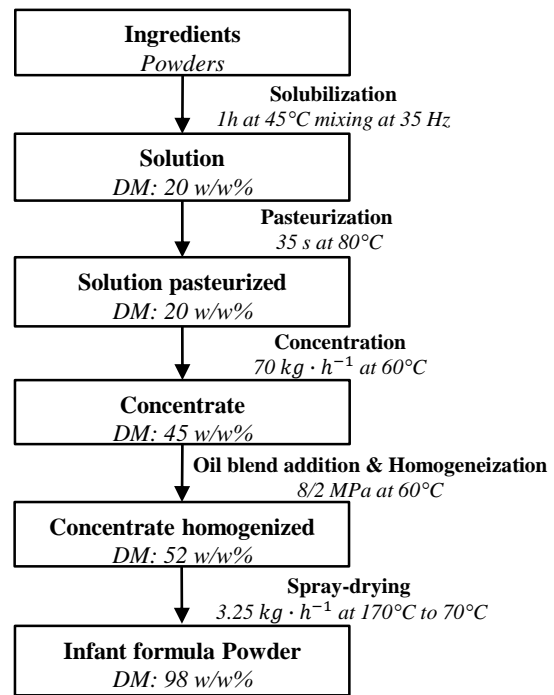 Ingredients
Powders
Solubilization
1h at 45°C mixing at 35 Hz
Solution
DM: 20 w/w%
Pasteurization
35 s at 80°C
Solution pasteurized
DM: 20 w/w%
Concentration
70 kg · h⁻¹ at 60°C
Concentrate
DM: 45 w/w%
Oil blend addition & Homogeneization
8/2 MPa at 60°C
Concentrate homogenized
DM: 52 w/w%
Spray-drying
3.25 kg · h⁻¹ at 170°C to 70°C
Infant formula Powder
DM: 98 w/w%